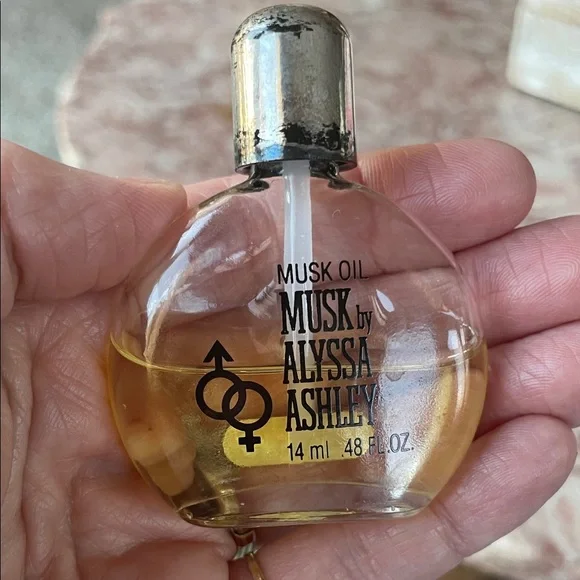 MUSK OIL
MUSK by
ALYSSA
ASHLEY
14 ml .48 FL.OZ.